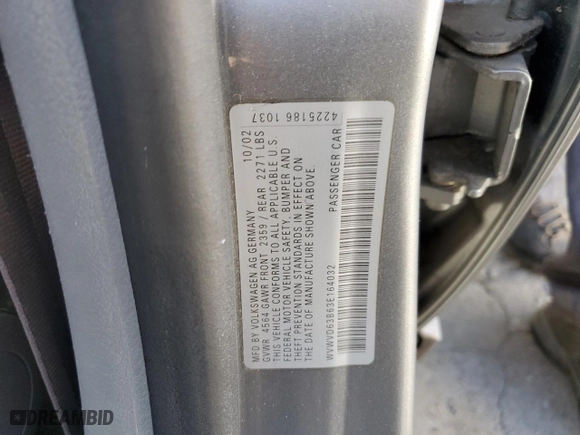 4225186 1037
MFD BY VOLKSWAGEN AG GERMANY 10/02
GVWR 4564 GAWR FRONT 2359 / REAR 2271 LBS
THIS VEHICLE CONFORMS TO ALL APPLICABLE U.S.
FEDERAL MOTOR VEHICLE SAFETY, BUMPER AND
THEFT PREVENTION STANDARDS IN EFFECT ON
THE DATE OF MANUFACTURE SHOWN ABOVE.
PASSENGER CAR
WVWVD63B63E164032
DREAMBID